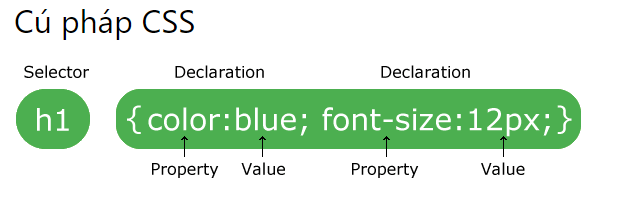 Cú pháp CSS
Selector Declaration Declaration
h1 {color:blue; font-size:12px;}
Property Value Property Value